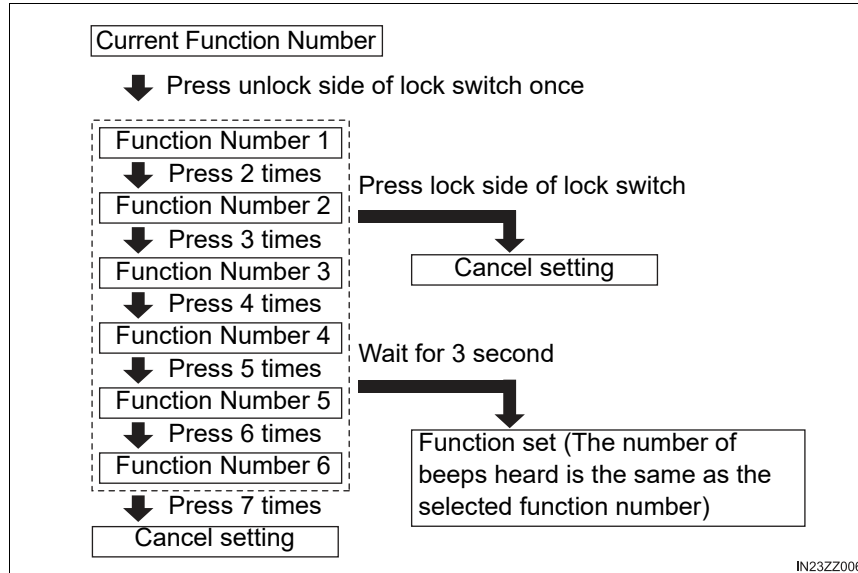 Current Function Number
Press unlock side of lock switch once
Function Number 1
Press 2 times
Function Number 2
Press 3 times
Function Number 3
Press 4 times
Function Number 4
Press 5 times
Function Number 5
Press 6 times
Function Number 6
Press 7 times
Cancel setting
Press lock side of lock switch
Cancel setting
Wait for 3 second
Function set (The number of
beeps heard is the same as the
selected function number)
IN23ZZ006